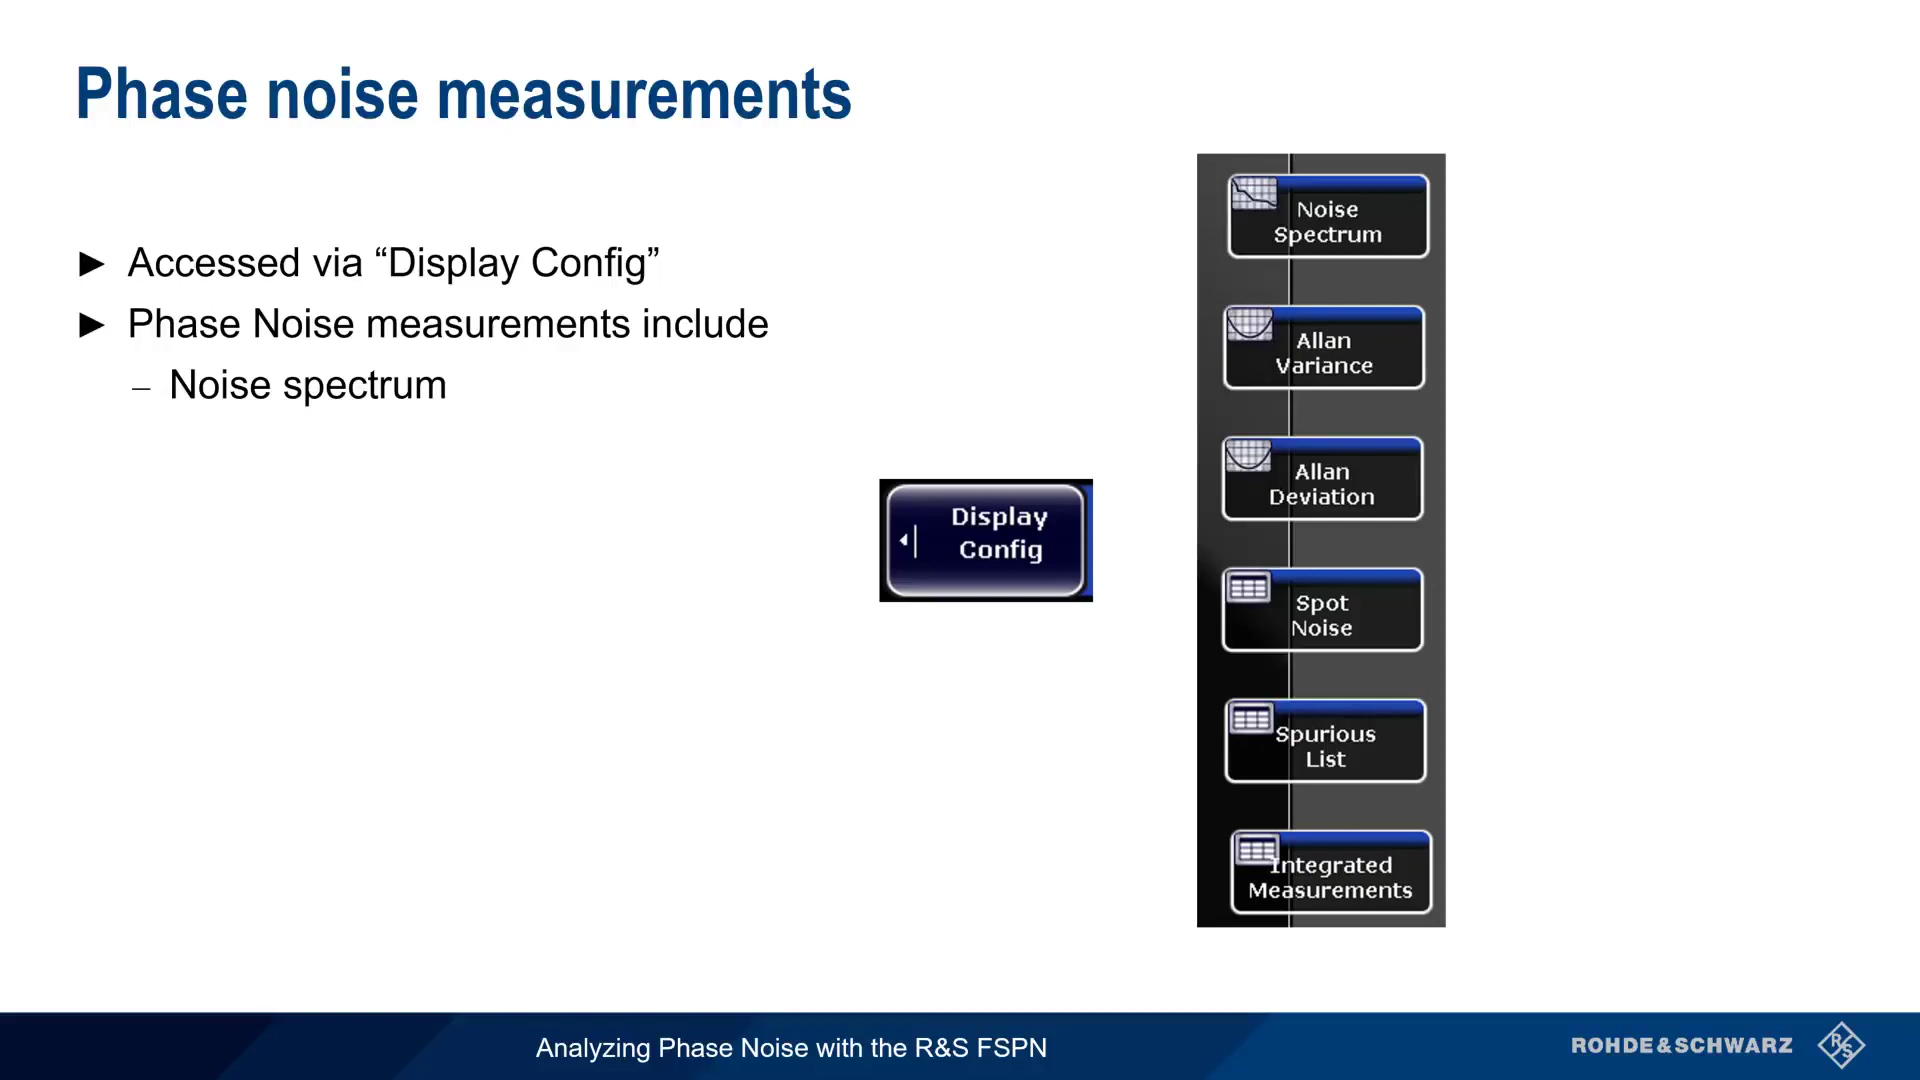 Phase noise measurements
► Accessed via “Display Config”
► Phase Noise measurements include
– Noise spectrum
Display
Config
Noise
Spectrum
Allan
Variance
Allan
Deviation
Spot
Noise
Spurious
List
Integrated
Measurements
Analyzing Phase Noise with the R&S FSPN
ROHDE&SCHWARZ
R&S